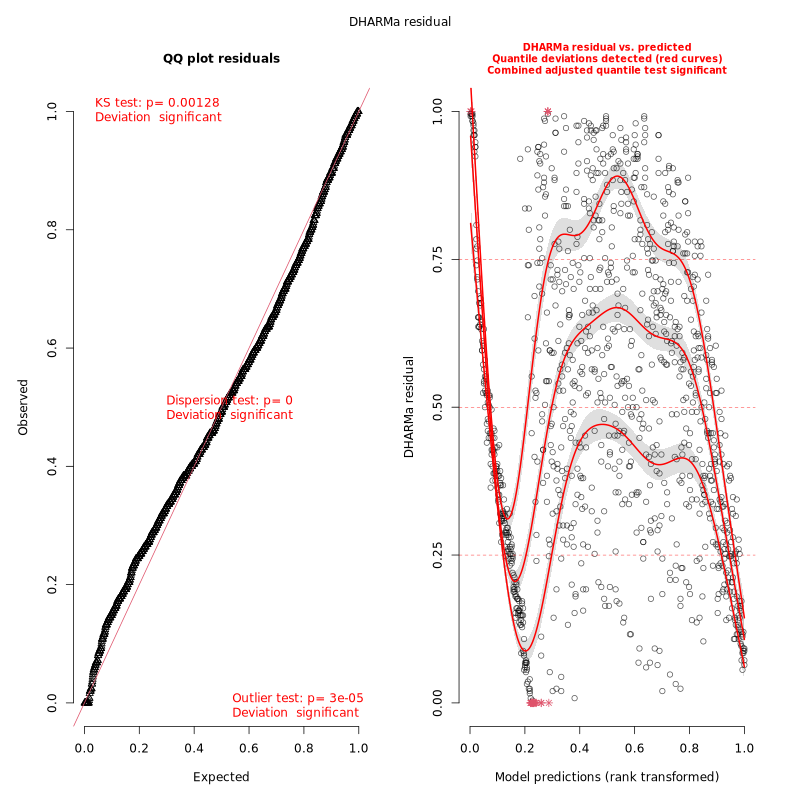 DHARMa residual
QQ plot residuals
KS test: p= 0.00128
Deviation  significant
Dispersion test: p= 0
Deviation  significant
Outlier test: p= 3e-05
Deviation  significant
Observed
0.0
0.2
0.4
0.6
0.8
1.0
0.0
0.2
0.4
0.6
0.8
1.0
Expected
DHARMa residual vs. predicted
Quantile deviations detected (red curves)
Combined adjusted quantile test significant
DHARMa residual
0.00
0.25
0.50
0.75
1.00
0.0
0.2
0.4
0.6
0.8
1.0
Model predictions (rank transformed)